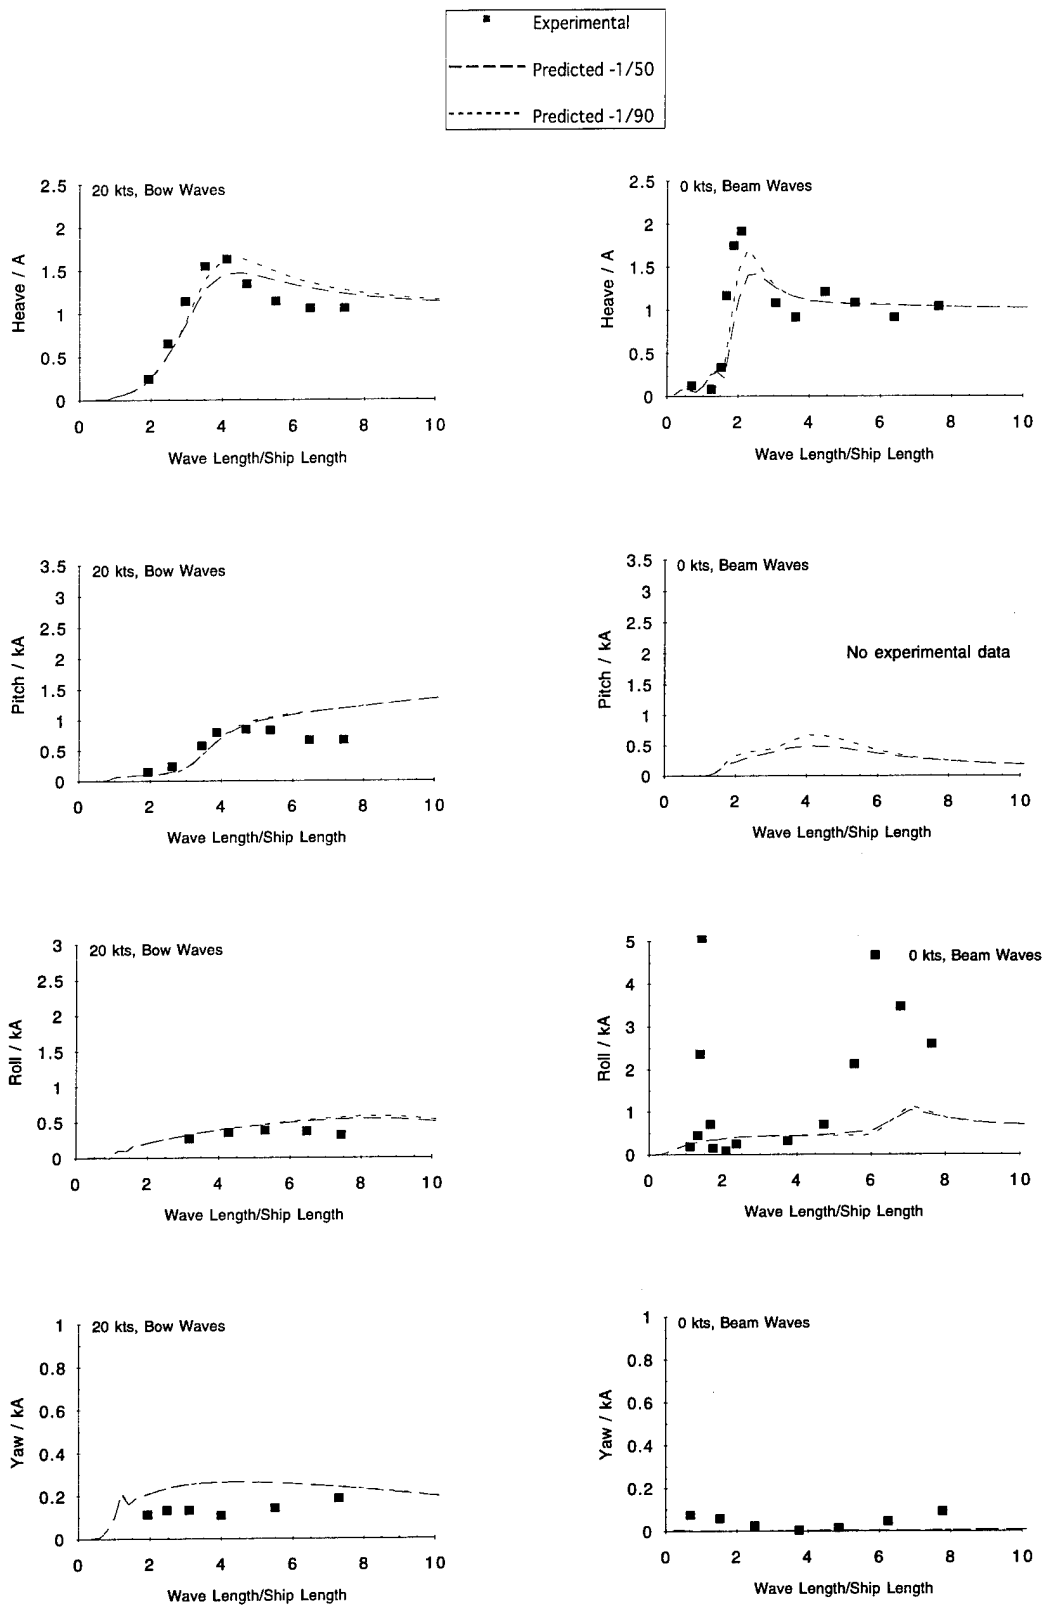 Experimental
Predicted -1/50
Predicted -1/90
20 kts, Bow Waves
Heave / A
2.5
2
1.5
1
0.5
0
0 2 4 6 8 10
Wave Length/Ship Length
0 kts, Beam Waves
Heave / A
2.5
2
1.5
1
0.5
0
0 2 4 6 8 10
Wave Length/Ship Length
20 kts, Bow Waves
Pitch / kA
3.5
3
2.5
2
1.5
1
0.5
0
0 2 4 6 8 10
Wave Length/Ship Length
0 kts, Beam Waves
Pitch / kA
3.5
3
2.5
2
1.5
1
0.5
0
No experimental data
0 2 4 6 8 10
Wave Length/Ship Length
20 kts, Bow Waves
Roll / kA
3
2.5
2
1.5
1
0.5
0
0 2 4 6 8 10
Wave Length/Ship Length
0 kts, Beam Waves
Roll / kA
5
4
3
2
1
0
0 2 4 6 8 10
Wave Length/Ship Length
20 kts, Bow Waves
Yaw / kA
1
0.8
0.6
0.4
0.2
0
0 2 4 6 8 10
Wave Length/Ship Length
0 kts, Beam Waves
Yaw / kA
1
0.8
0.6
0.4
0.2
0
0 2 4 6 8 10
Wave Length/Ship Length